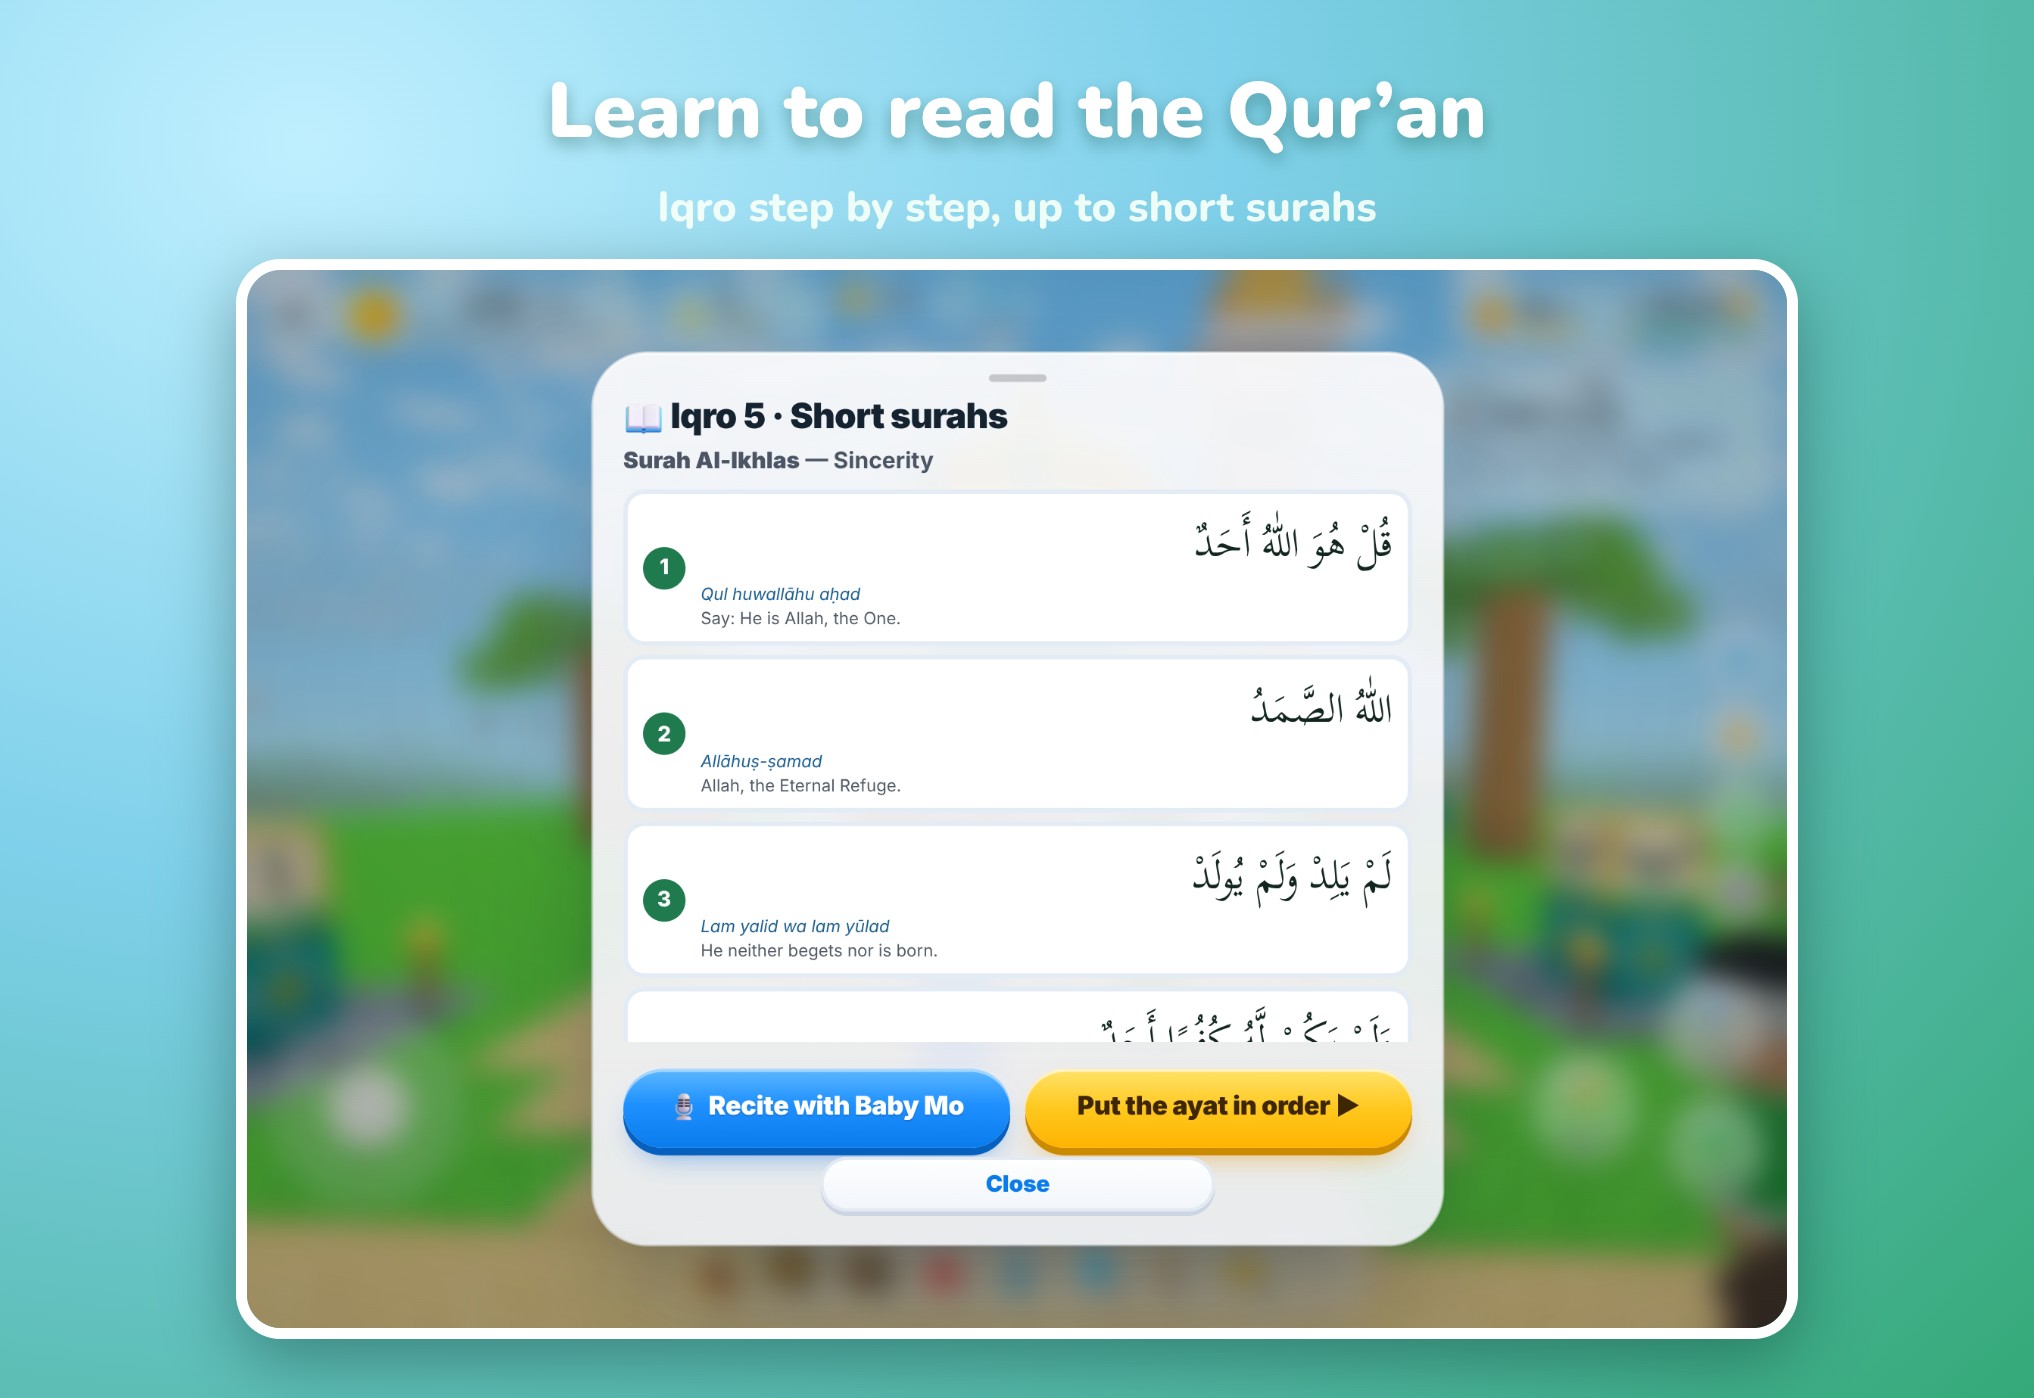 Learn to read the Qur’an
Iqro step by step, up to short surahs
📖 Iqro 5 · Short surahs
Surah Al-Ikhlas — Sincerity
قُلْ هُوَ اللّٰهُ أَحَدٌ
1
Qul huwallāhu aḥad
Say: He is Allah, the One.
اللّٰهُ الصَّمَدُ
2
Allāhuṣ-ṣamad
Allah, the Eternal Refuge.
لَمْ يَلِدْ وَلَمْ يُولَدْ
3
Lam yalid wa lam yūlad
He neither begets nor is born.
وَلَمْ يَكُنْ لَّهُ كُفُوًا أَحَدٌ
🎙️ Recite with Baby Mo
Put the ayat in order ▶
Close